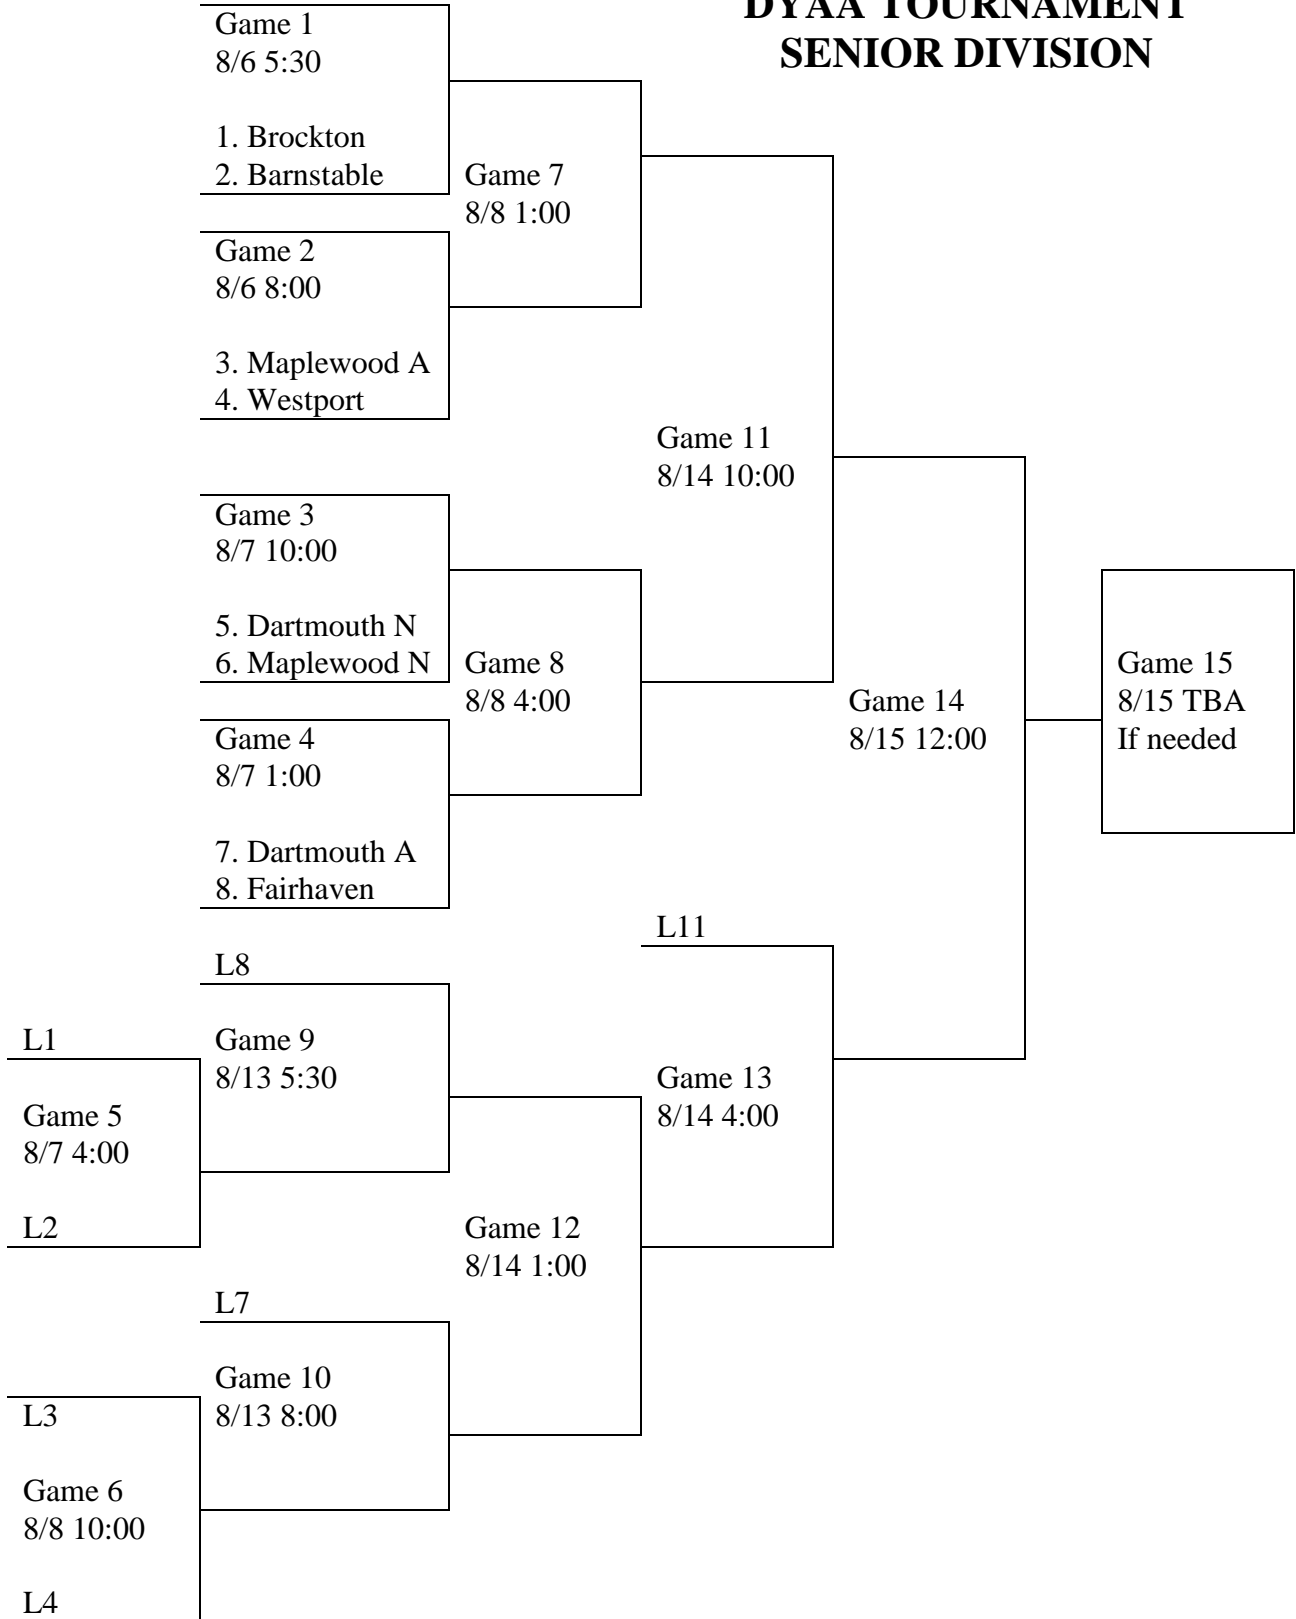 DYAA TOURNAMENT
SENIOR DIVISION
Game 1
8/6 5:30
1. Brockton
2. Barnstable
Game 7
8/8 1:00
Game 2
8/6 8:00
3. Maplewood A
4. Westport
Game 11
8/14 10:00
Game 3
8/7 10:00
5. Dartmouth N
6. Maplewood N
Game 8
8/8 4:00
Game 15
8/15 TBA
If needed
Game 14
8/15 12:00
Game 4
8/7 1:00
7. Dartmouth A
8. Fairhaven
L11
L8
L1
Game 9
8/13 5:30
Game 13
8/14 4:00
Game 5
8/7 4:00
L2
Game 12
8/14 1:00
L7
Game 10
8/13 8:00
L3
Game 6
8/8 10:00
L4